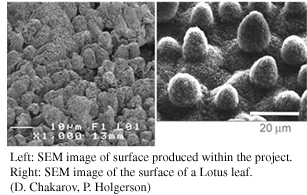 10µm F1 L01
X1,000 13mm
20 µm
Left: SEM image of surface produced within the project.
Right: SEM image of the surface of a Lotus leaf.
(D. Chakarov, P. Holgerson)